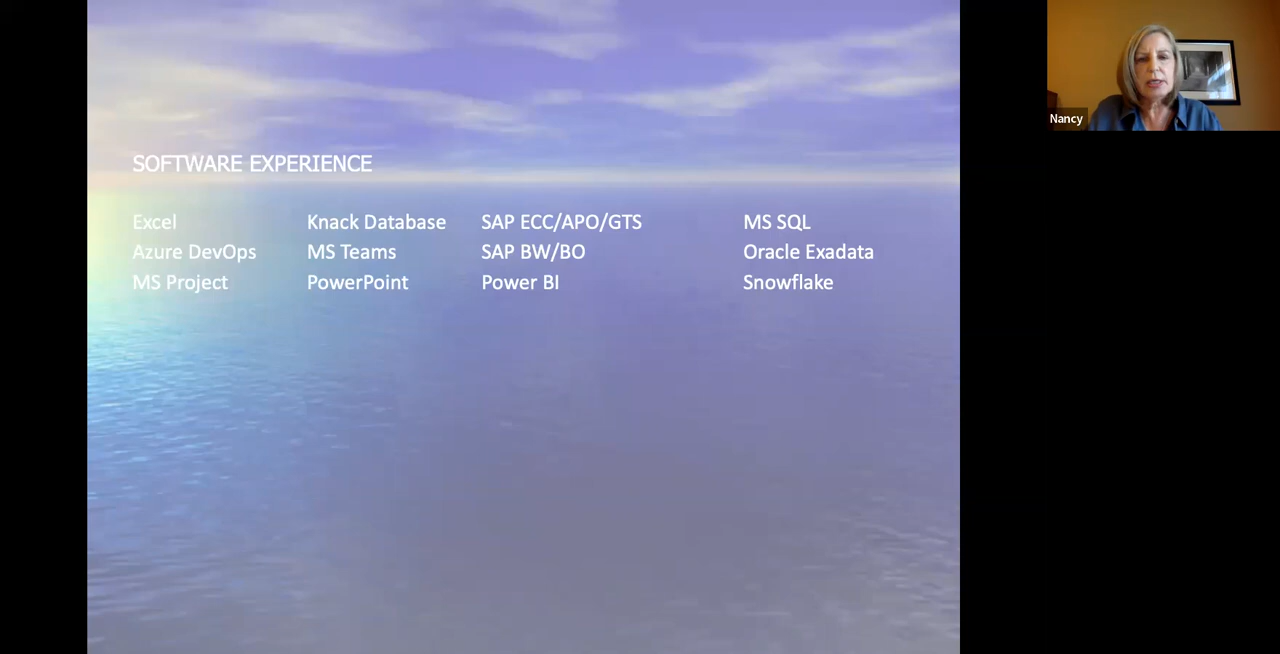 SOFTWARE EXPERIENCE
Excel Knack Database SAP ECC/APO/GTS MS SQL
Azure DevOps MS Teams SAP BW/BO Oracle Exadata
MS Project PowerPoint Power BI Snowflake
Nancy